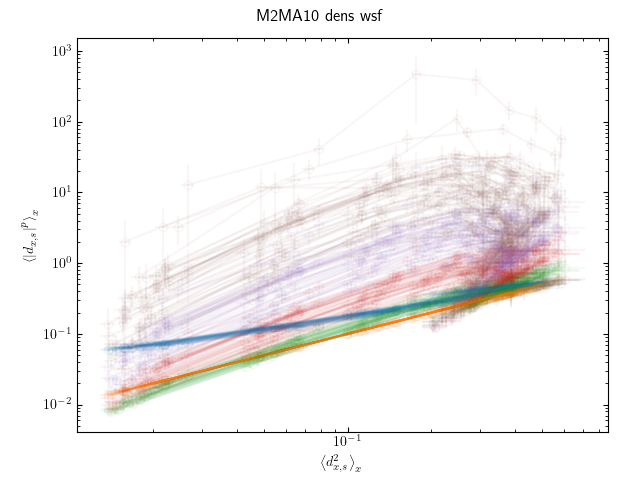 M2MA10 dens wsf
10³
10²
10¹
10⁰
10⁻¹
10⁻²
⟨|d_{x,s}|^p⟩_x
10⁻¹
⟨d²_{x,s}⟩_x